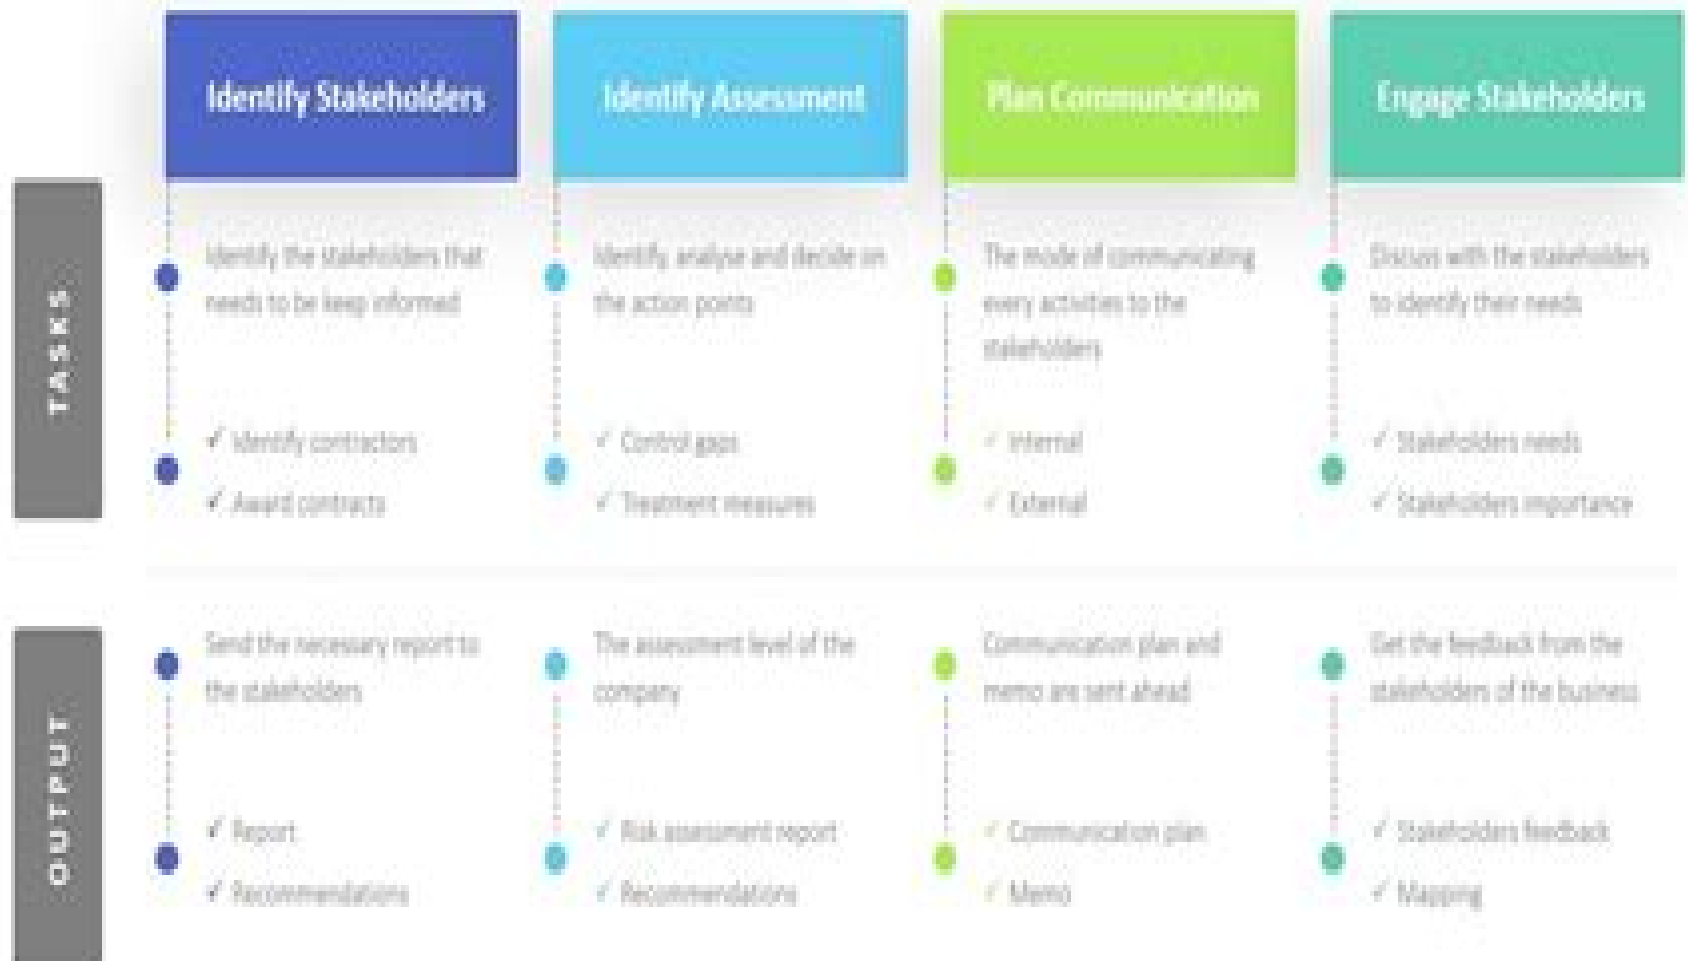 Identify Stakeholders
Identify Assessment
Plan Communication
Engage Stakeholders
TASKS
Identify the stakeholders that
needs to be keep informed
Identify, analyse and decide on
the action points
The mode of communicating
every activities to the
stakeholders
Discuss with the stakeholders
to identify their needs
✓ Identify contractors
✓ Award contracts
✓ Control gaps
✓ Treatment measures
✓ Internal
✓ External
✓ Stakeholders needs
✓ Stakeholders importance
OUTPUT
Send the necessary report to
the stakeholders
The assessment level of the
company
Communication plan and
memo are sent ahead
Get the feedback from the
stakeholders of the business
✓ Report
✓ Recommendations
✓ Risk assessment report
✓ Recommendations
✓ Communication plan
✓ Memo
✓ Stakeholders feedback
✓ Mapping